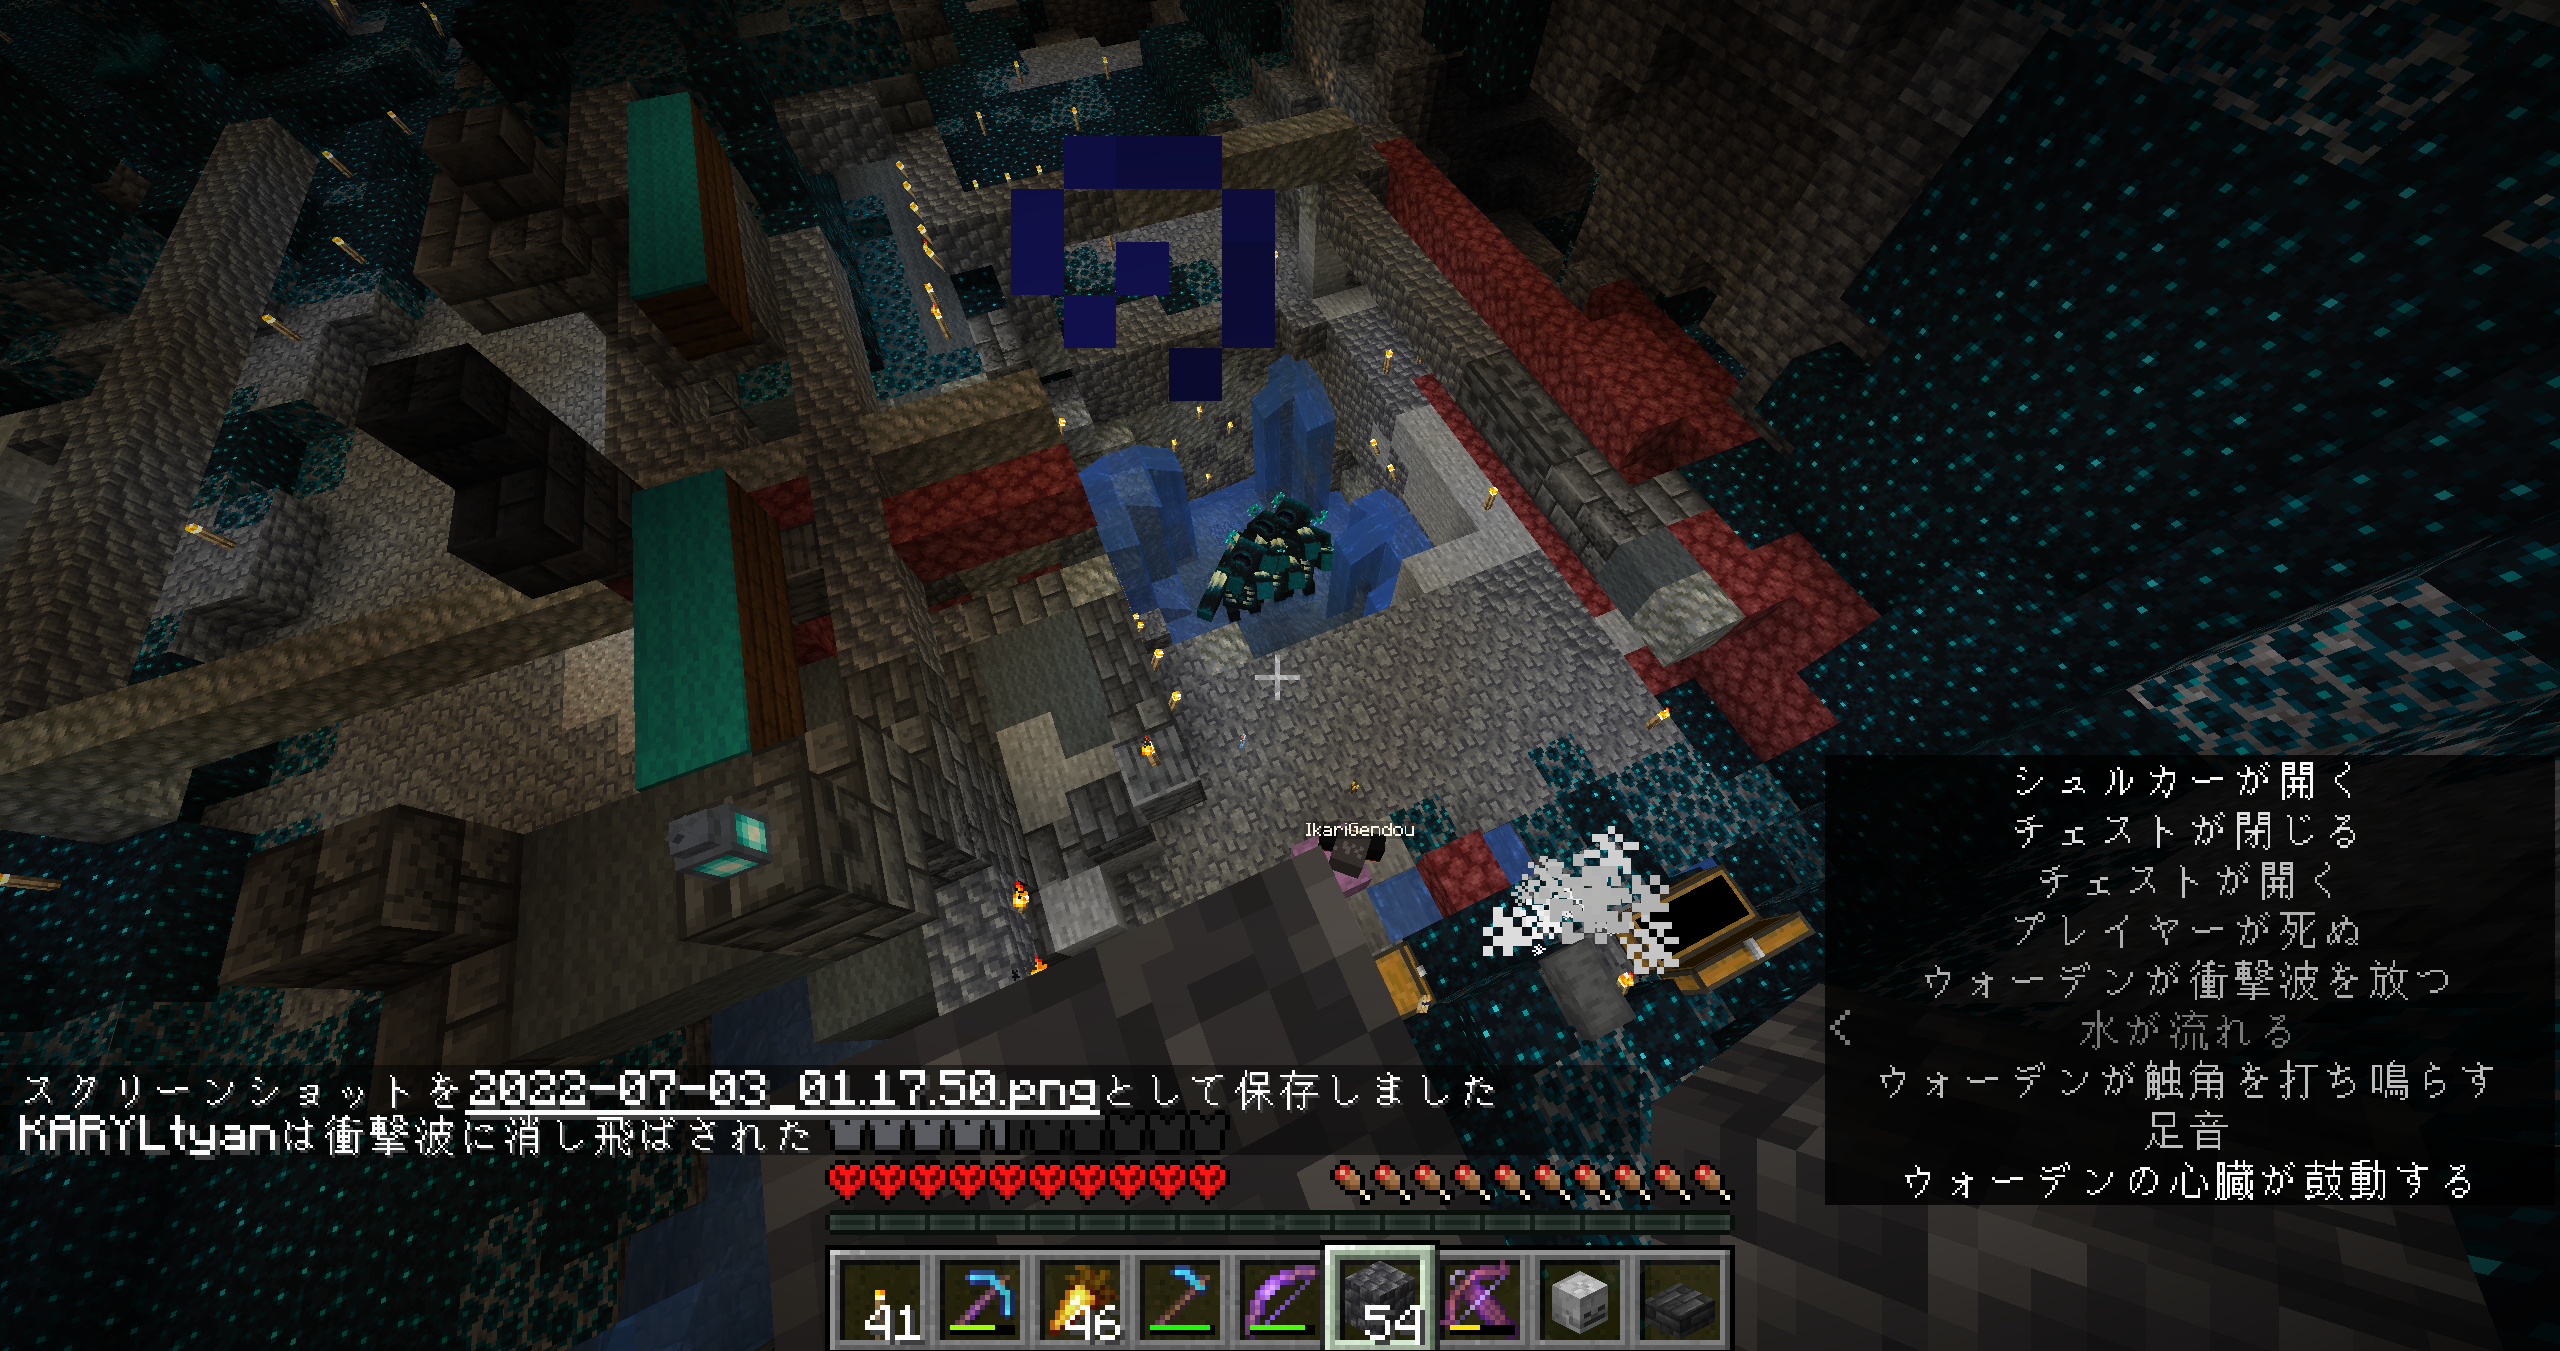 IkariGendou
シュルカーが開く
チェストが閉じる
チェストが開く
プレイヤーが死ぬ
ウォーデンが衝撃波を放つ
< 水が流れる
ウォーデンが触角を打ち鳴らす
足音
ウォーデンの心臓が鼓動する
スクリーンショットを2022-07-03_01.17.50.pngとして保存しました
KARYLtyanは衝撃波に消し飛ばされた
41 46 54